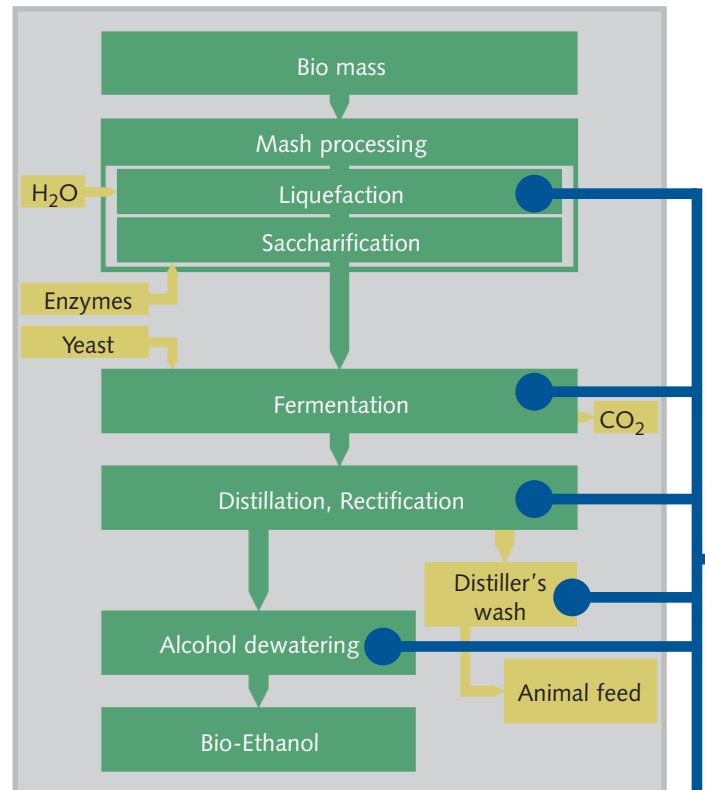 Bio mass
Mash processing
H₂O
Liquefaction
Saccharification
Enzymes
Yeast
Fermentation
CO₂
Distillation, Rectification
Distiller's
wash
Alcohol dewatering
Animal feed
Bio-Ethanol